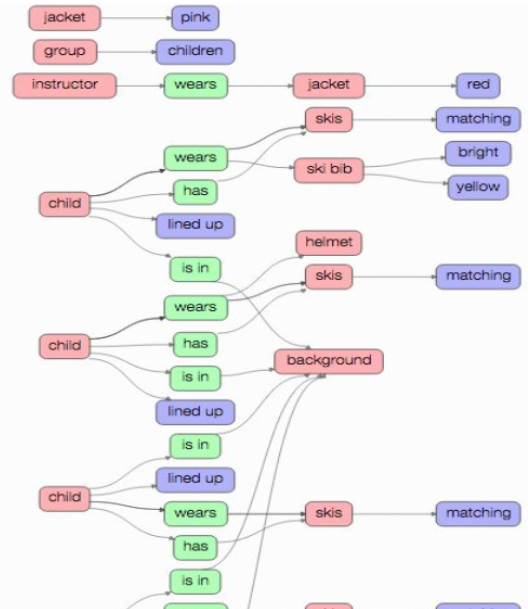 jacket pink
group children
instructor wears jacket red
skis matching
wears bright
ski bib
has yellow
child
lined up
helmet
is in
skis matching
wears
child has
background
is in
lined up
is in
lined up
child
wears skis matching
has
is in